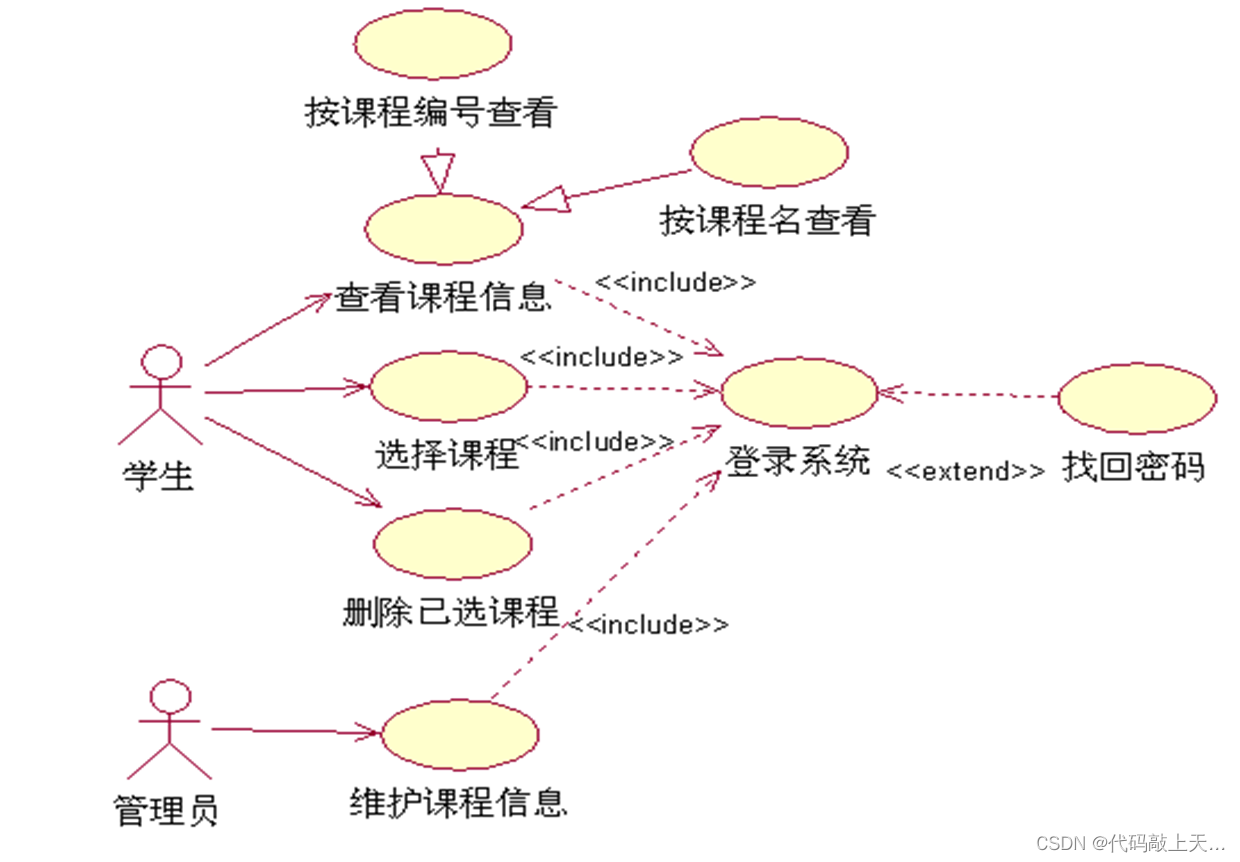 按课程编号查看
按课程名查看
查看课程信息
<<include>>
<<include>>
选择课程
<<include>>
登录系统
<<extend>>
找回密码
学生
删除已选课程
<<include>>
管理员
维护课程信息
CSDN @代码敲上天...